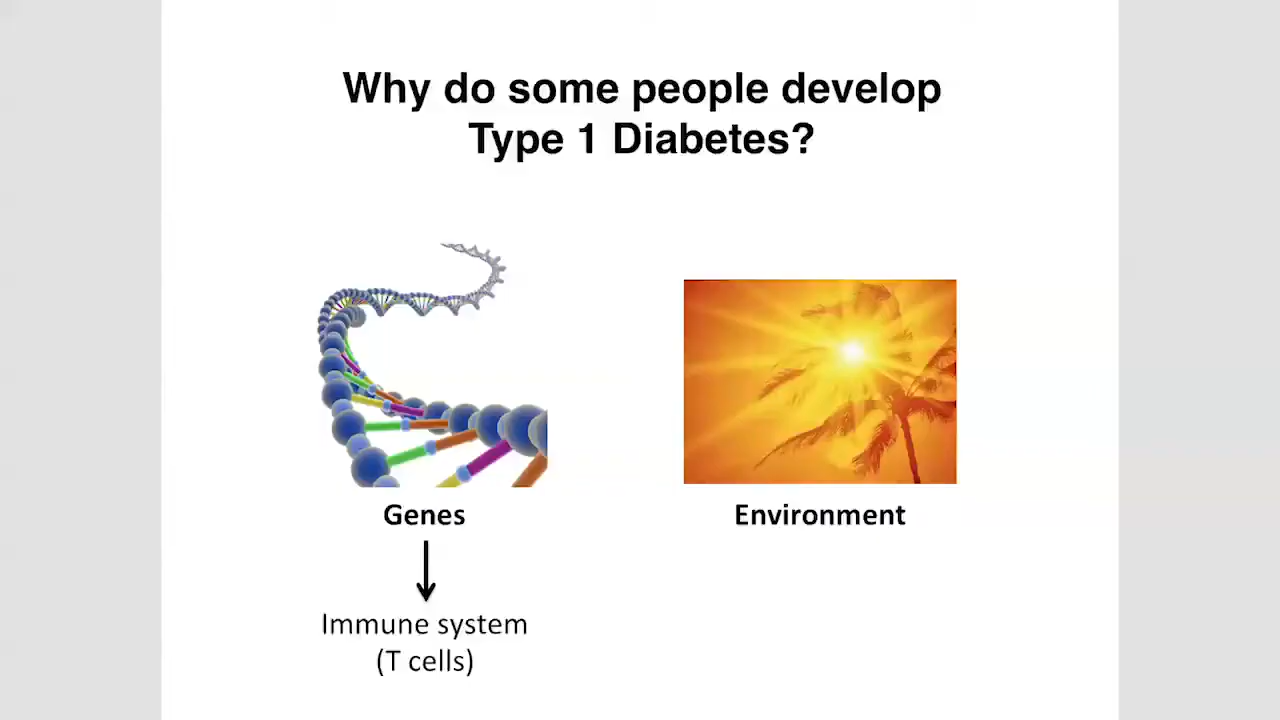 Why do some people develop
Type 1 Diabetes?
Genes
Environment
Immune system
(T cells)